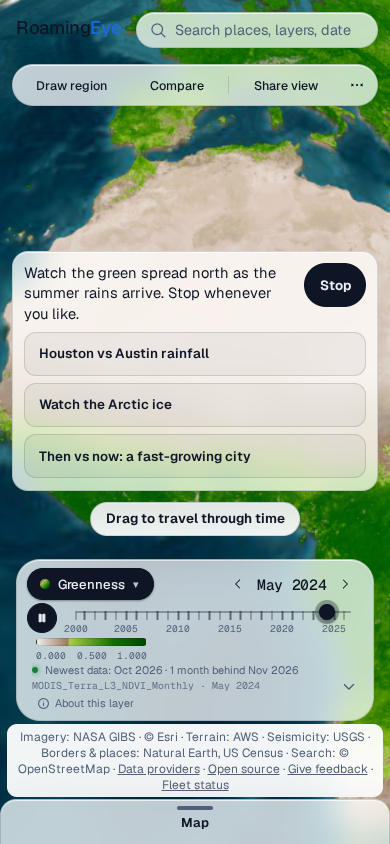 RoamingEye
Search places, layers, date
Draw region
Compare
Share view
···
Watch the green spread north as the
summer rains arrive. Stop whenever
you like.
Stop
Houston vs Austin rainfall
Watch the Arctic ice
Then vs now: a fast-growing city
Drag to travel through time
Greenness ▾
May 2024
2000 2005 2010 2015 2020 2025
0.000 0.500 1.000
Newest data: Oct 2026 · 1 month behind Nov 2026
MODIS_Terra_L3_NDVI_Monthly · May 2024
About this layer
Imagery: NASA GIBS · © Esri · Terrain: AWS · Seismicity: USGS ·
Borders & places: Natural Earth, US Census · Search: ©
OpenStreetMap · Data providers · Open source · Give feedback ·
Fleet status
Map